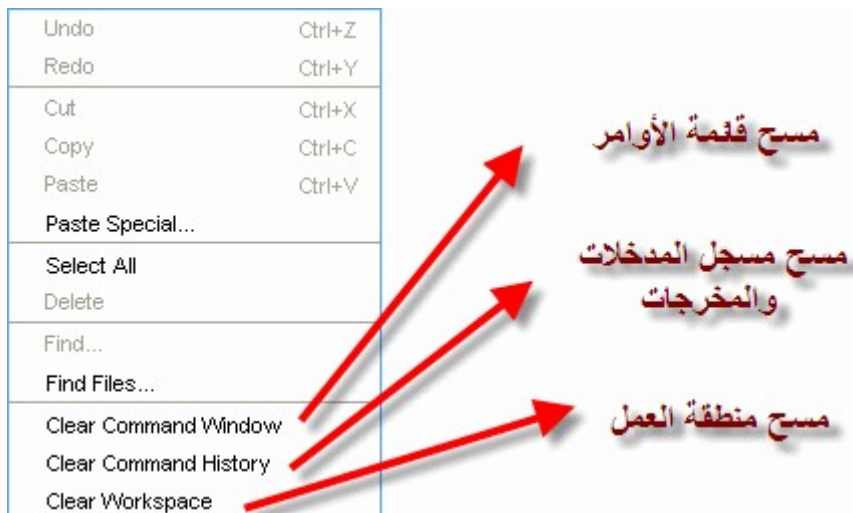 Undo Ctrl+Z
Redo Ctrl+Y
Cut Ctrl+X
Copy Ctrl+C
Paste Ctrl+V
Paste Special...
Select All
Delete
Find...
Find Files...
Clear Command Window
Clear Command History
Clear Workspace
مسح قائمة الأوامر
مسح مسجل المدخلات
والمخرجات
مسح منطقة العمل